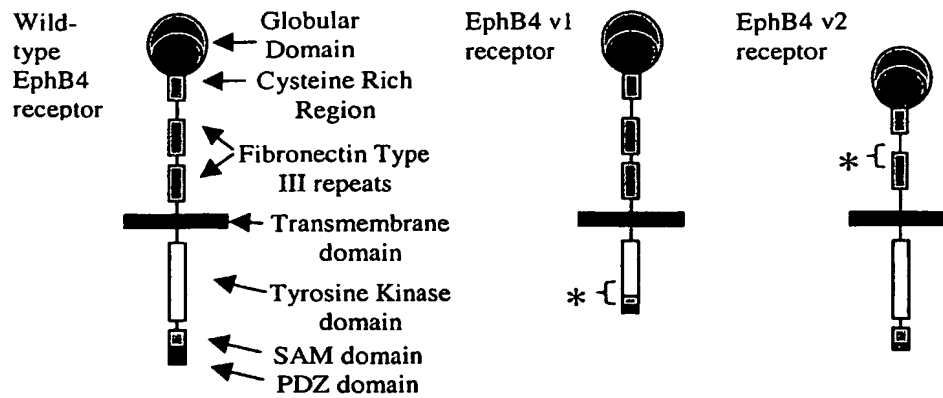 Wild-
type
EphB4
receptor
Globular
Domain
Cysteine Rich
Region
Fibronectin Type
III repeats
Transmembrane
domain
Tyrosine Kinase
domain
SAM domain
PDZ domain
EphB4 v1
receptor
*
EphB4 v2
receptor
*